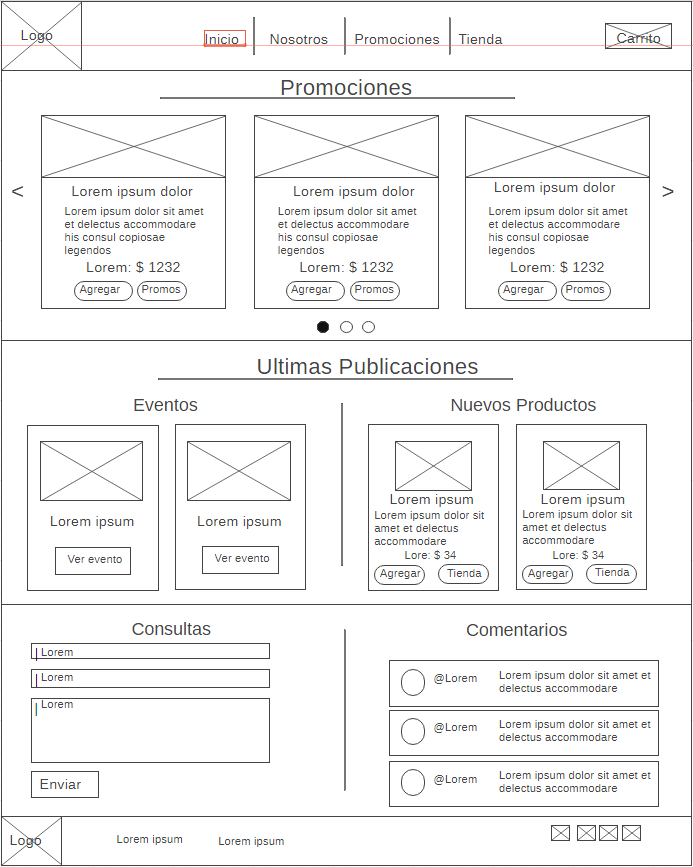 Logo
Inicio
Nosotros
Promociones
Tienda
Carrito
Promociones
<
Lorem ipsum dolor
Lorem ipsum dolor sit amet
et delectus accommodare
his consul copiosae
legendos
Lorem: $ 1232
Agregar
Promos
Lorem ipsum dolor
Lorem ipsum dolor sit amet
et delectus accommodare
his consul copiosae
legendos
Lorem: $ 1232
Agregar
Promos
Lorem ipsum dolor
Lorem ipsum dolor sit amet
et delectus accommodare
his consul copiosae
legendos
Lorem: $ 1232
Agregar
Promos
>
Ultimas Publicaciones
Eventos
Lorem ipsum
Ver evento
Lorem ipsum
Ver evento
Nuevos Productos
Lorem ipsum
Lorem ipsum dolor sit
amet et delectus
accommodare
Lore: $ 34
Agregar
Tienda
Lorem ipsum
Lorem ipsum dolor sit
amet et delectus
accommodare
Lore: $ 34
Agregar
Tienda
Consultas
Lorem
Lorem
Lorem
Enviar
Comentarios
@Lorem
Lorem ipsum dolor sit amet et
delectus accommodare
@Lorem
Lorem ipsum dolor sit amet et
delectus accommodare
@Lorem
Lorem ipsum dolor sit amet et
delectus accommodare
Logo
Lorem ipsum
Lorem ipsum